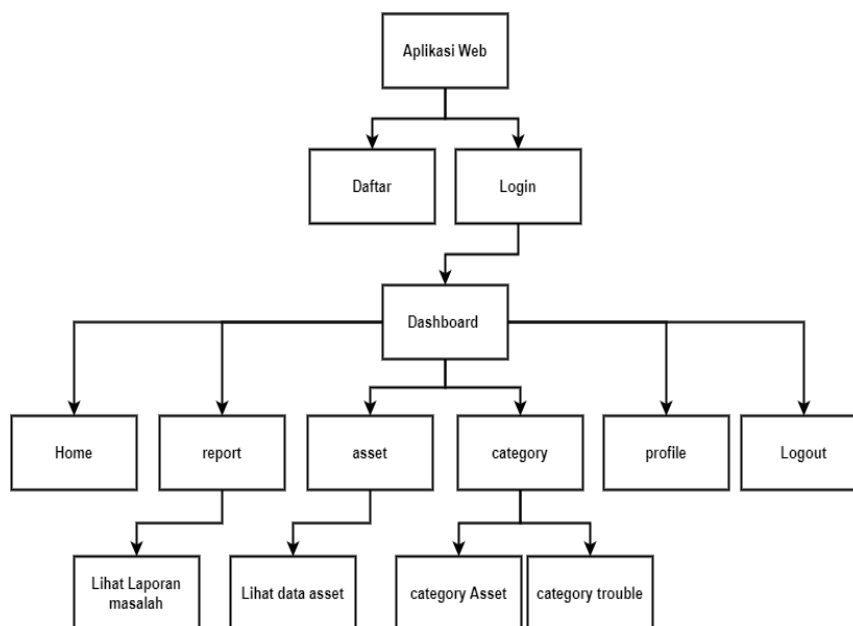 Aplikasi Web
Daftar
Login
Dashboard
Home
report
asset
category
profile
Logout
Lihat Laporan
masalah
Lihat data asset
category Asset
category trouble